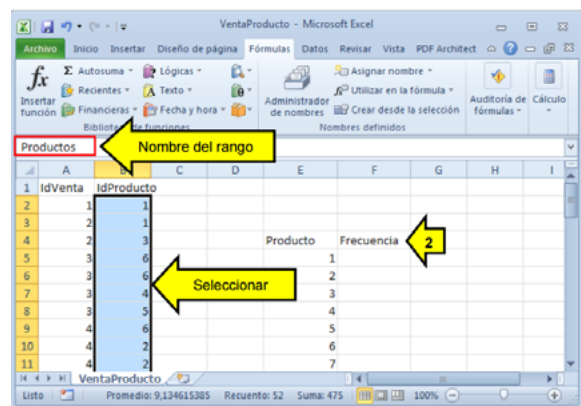 VentaProducto - Microsoft Excel
Archivo Inicio Insertar Diseño de página Fórmulas Datos Revisar Vista PDF Architect
fx Σ Autosuma Lógicas Asignar nombre
Recientes Texto Utilizar en la fórmula
Insertar función Financieras Fecha y hora Administrador de nombres Crear desde la selección Auditoría de fórmulas Cálculo
Biblioteca de funciones Nombres definidos
Productos Nombre del rango
A B C D E F G H I
1 IdVenta IdProducto
2 1 1
3 2 1
4 2 3 Producto Frecuencia 2
5 3 6 1
6 3 6 2
Seleccionar
7 3 4 3
8 3 5 4
9 4 6 5
10 4 2 6
11 4 2 7
VentaProducto
Listo Promedio: 9,134615385 Recuento: 52 Suma: 475 100%